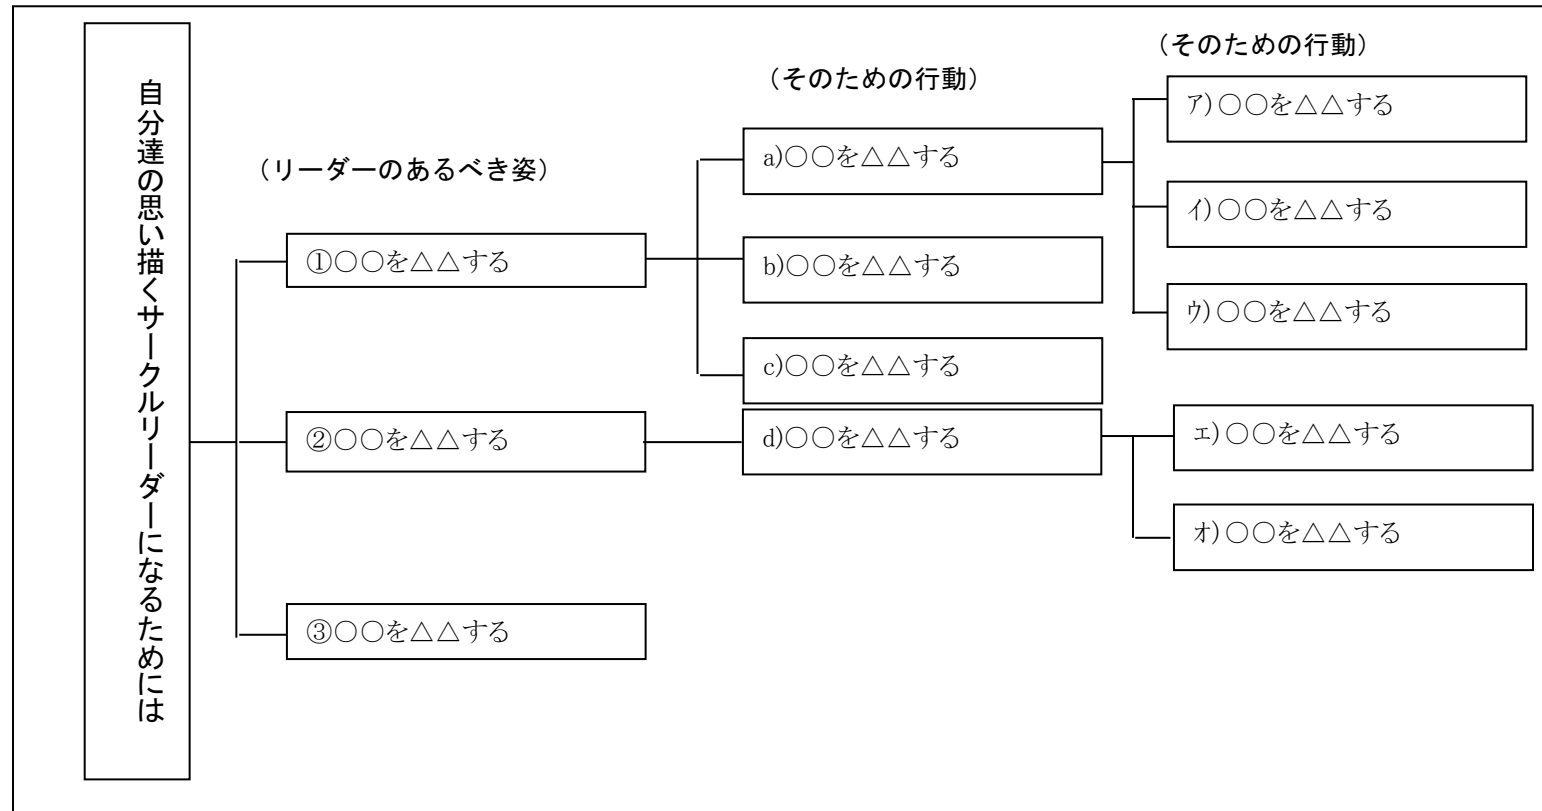 自分達の思い描くサークルリーダーになるためには
（リーダーのあるべき姿）
①○○を△△する
②○○を△△する
③○○を△△する
（そのための行動）
a)○○を△△する
b)○○を△△する
c)○○を△△する
d)○○を△△する
（そのための行動）
ｱ)○○を△△する
ｲ)○○を△△する
ｳ)○○を△△する
ｴ)○○を△△する
ｵ)○○を△△する